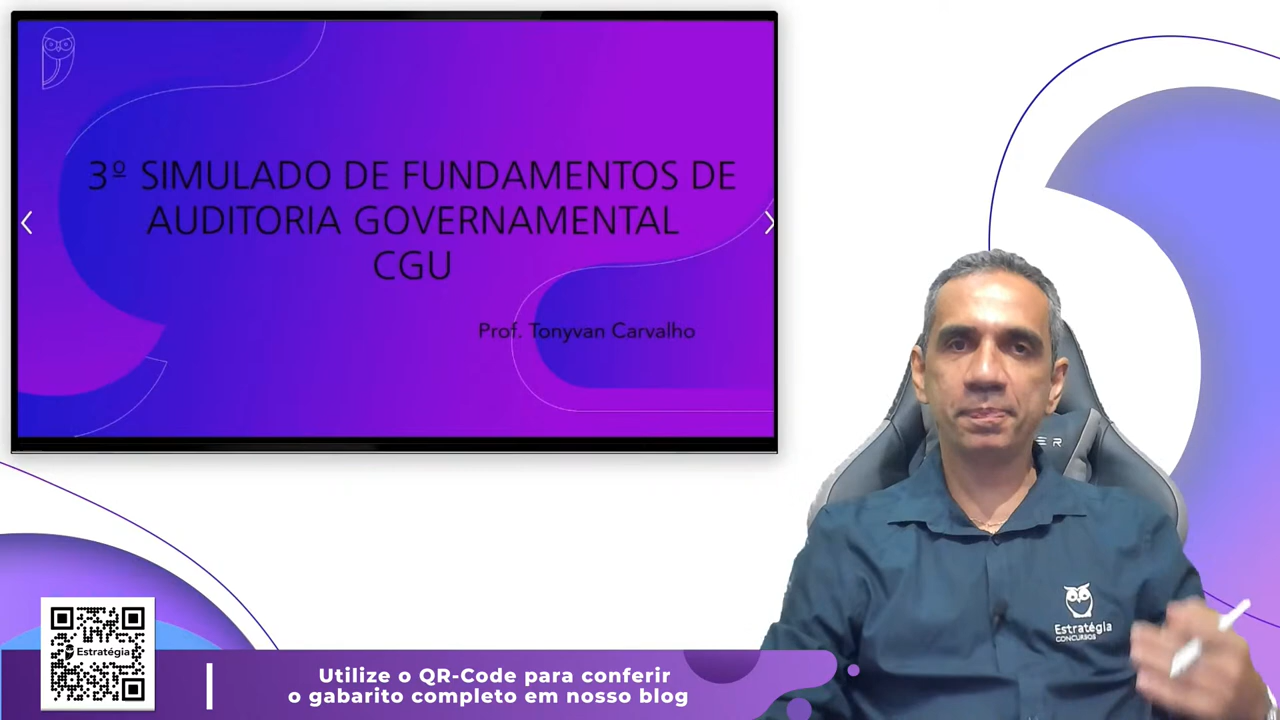 3º SIMULADO DE FUNDAMENTOS DE
AUDITORIA GOVERNAMENTAL
CGU
Prof. Tonyvan Carvalho
Estratégia
CONCURSOS
Estratégia
Utilize o QR-Code para conferir
o gabarito completo em nosso blog